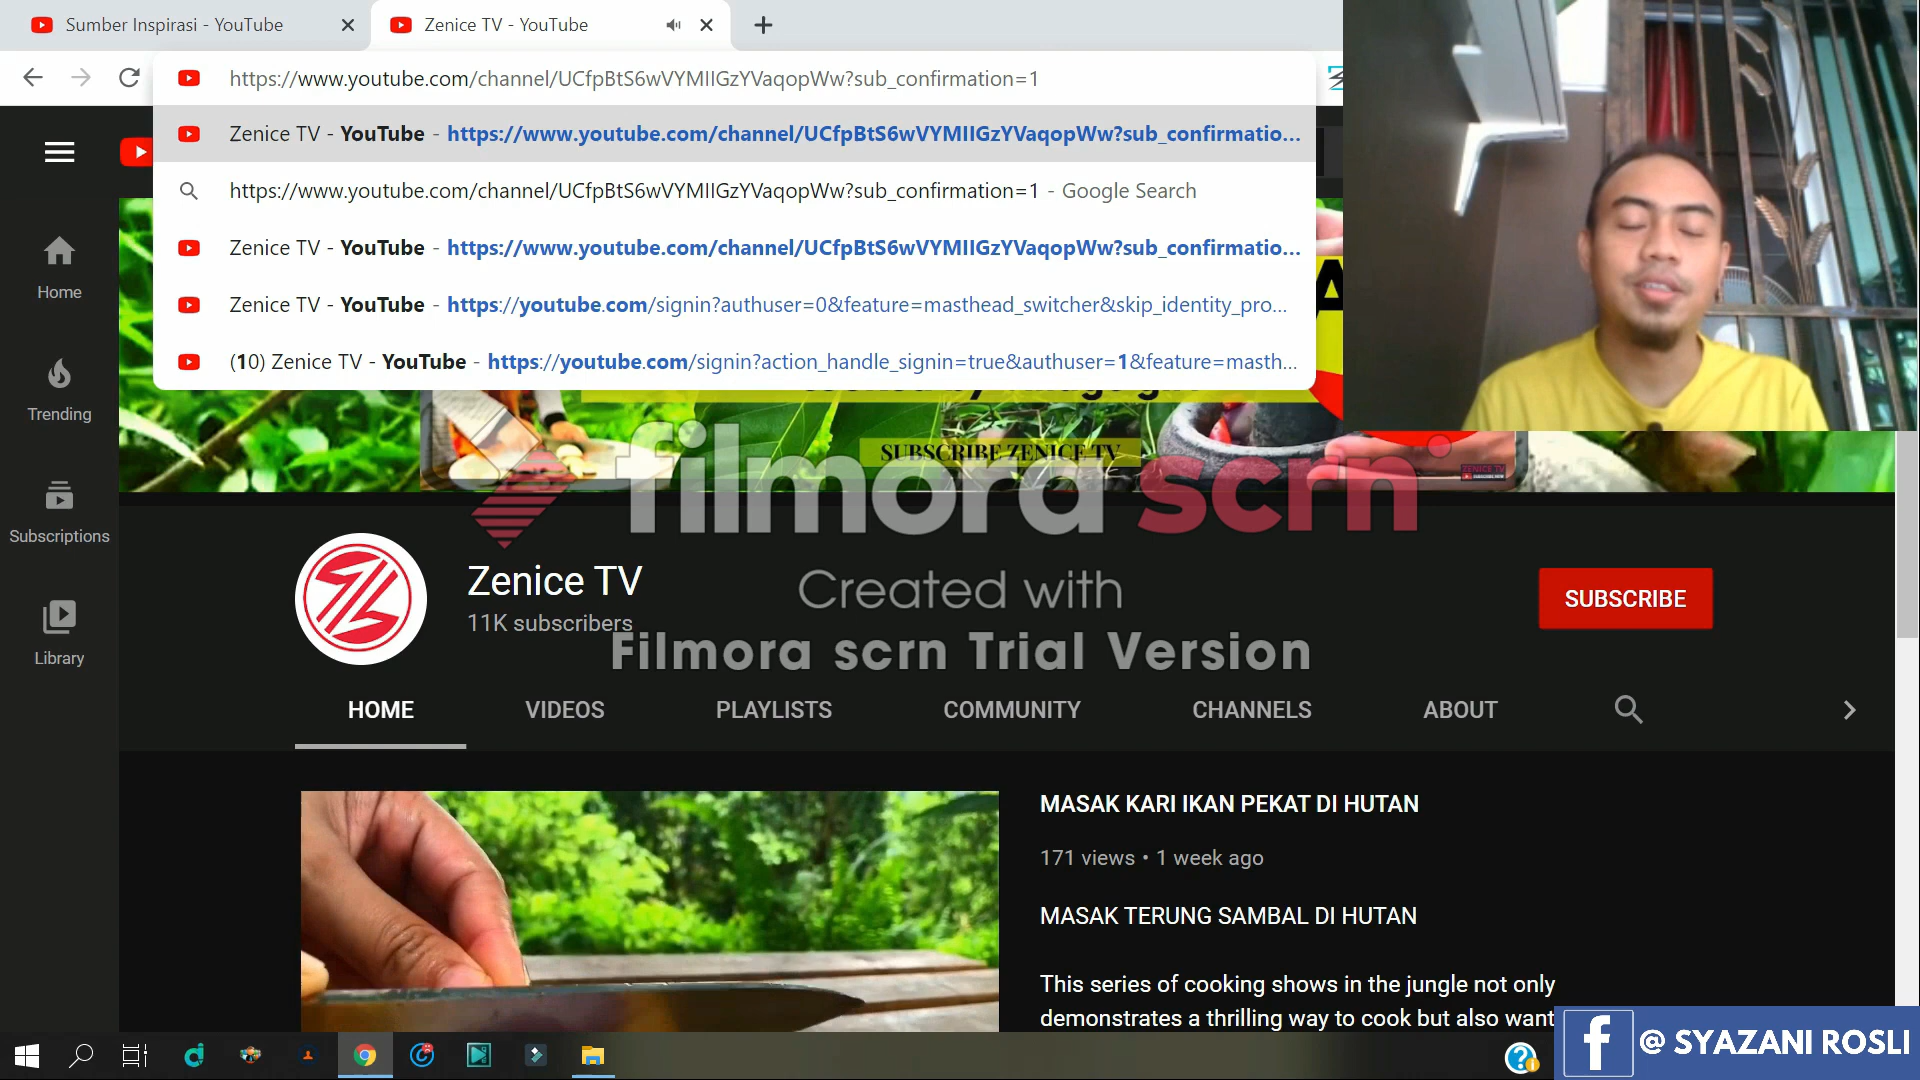 Sumber Inspirasi - YouTube
Zenice TV - YouTube
https://www.youtube.com/channel/UCfpBtS6wVYMIIGzYVaqopWw?sub_confirmation=1
Zenice TV - YouTube - https://www.youtube.com/channel/UCfpBtS6wVYMIIGzYVaqopWw?sub_confirmatio...
https://www.youtube.com/channel/UCfpBtS6wVYMIIGzYVaqopWw?sub_confirmation=1 - Google Search
Zenice TV - YouTube - https://www.youtube.com/channel/UCfpBtS6wVYMIIGzYVaqopWw?sub_confirmatio...
Zenice TV - YouTube - https://youtube.com/signin?authuser=0&feature=masthead_switcher&skip_identity_pro...
(10) Zenice TV - YouTube - https://youtube.com/signin?action_handle_signin=true&authuser=1&feature=masth...
Home
Trending
Subscriptions
Library
SUBSCRIBE ZENICE TV
ZENICE TV
filmora scrn
Created with
Filmora scrn Trial Version
Zenice TV
11K subscribers
SUBSCRIBE
HOME
VIDEOS
PLAYLISTS
COMMUNITY
CHANNELS
ABOUT
MASAK KARI IKAN PEKAT DI HUTAN
171 views • 1 week ago
MASAK TERUNG SAMBAL DI HUTAN
This series of cooking shows in the jungle not only
demonstrates a thrilling way to cook but also want
@ SYAZANI ROSLI